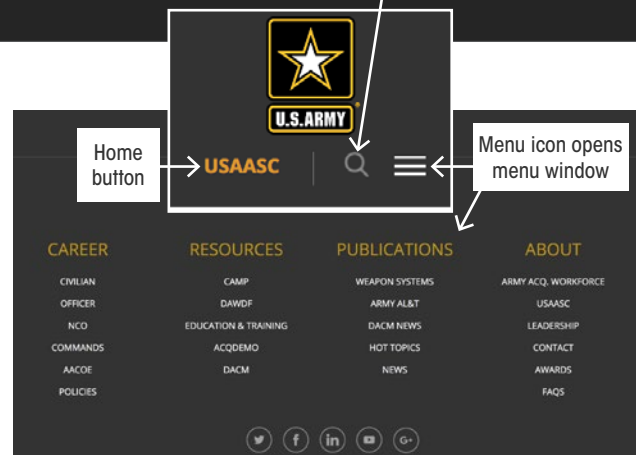 U.S.ARMY
Home
button
USAASC
Menu icon opens
menu window
CAREER
CIVILIAN
OFFICER
NCO
COMMANDS
AACOE
POLICIES
RESOURCES
CAMP
DAWDF
EDUCATION & TRAINING
ACQDEMO
DACM
PUBLICATIONS
WEAPON SYSTEMS
ARMY AL&T
DACM NEWS
HOT TOPICS
NEWS
ABOUT
ARMY ACQ. WORKFORCE
USAASC
LEADERSHIP
CONTACT
AWARDS
FAQS
f
in
G+